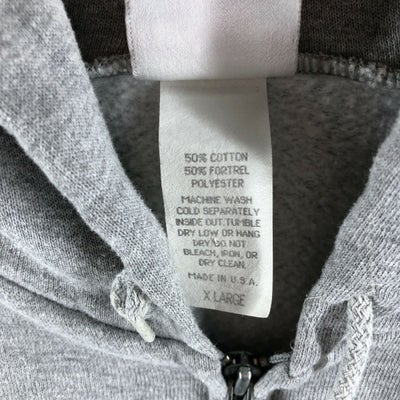 50% COTTON
50% FORTREL
POLYESTER
MACHINE WASH
COLD SEPARATELY
INSIDE OUT. TUMBLE
DRY LOW OR HANG
DRY DO NOT
BLEACH, IRON, OR
DRY CLEAN.
MADE IN U.S.A.
X LARGE